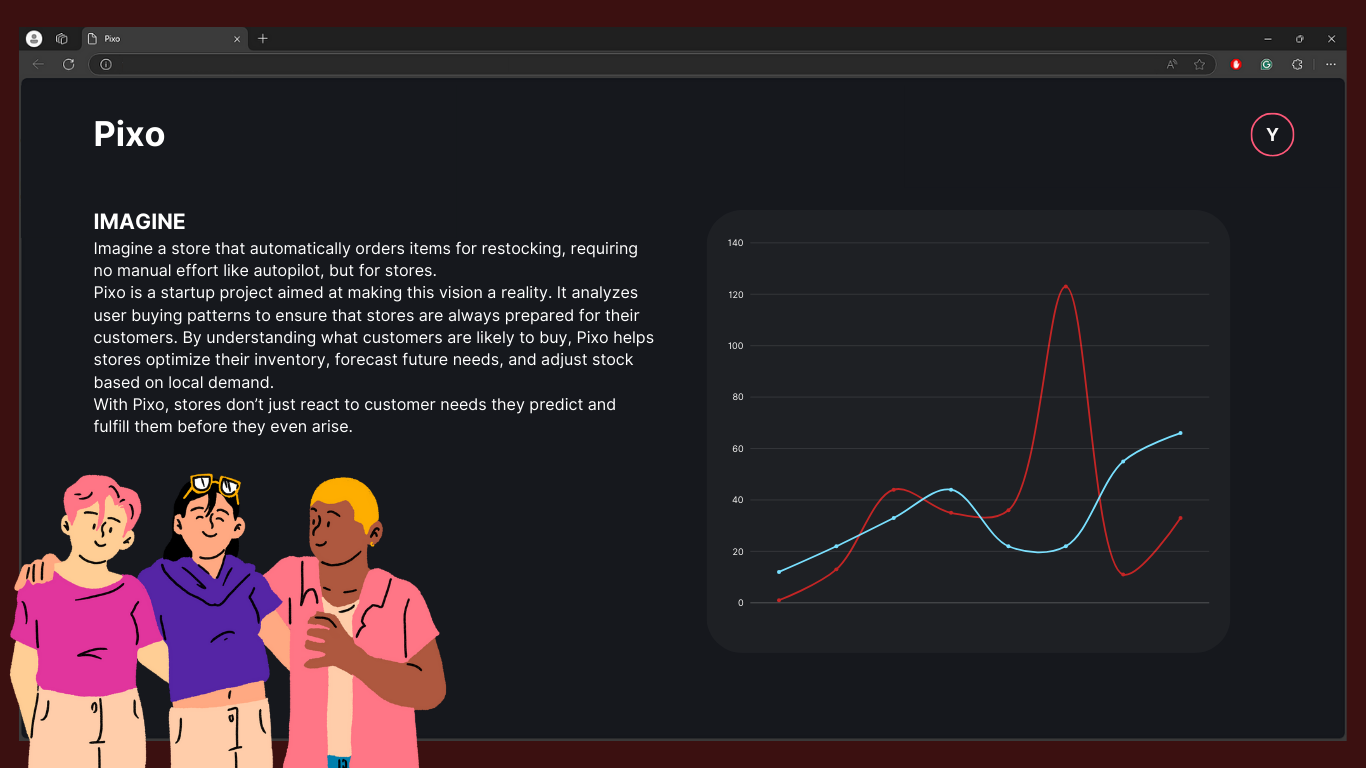 Pixo
Pixo
Y
IMAGINE
Imagine a store that automatically orders items for restocking, requiring
no manual effort like autopilot, but for stores.
Pixo is a startup project aimed at making this vision a reality. It analyzes
user buying patterns to ensure that stores are always prepared for their
customers. By understanding what customers are likely to buy, Pixo helps
stores optimize their inventory, forecast future needs, and adjust stock
based on local demand.
With Pixo, stores don’t just react to customer needs they predict and
fulfill them before they even arise.
140
120
100
80
60
40
20
0